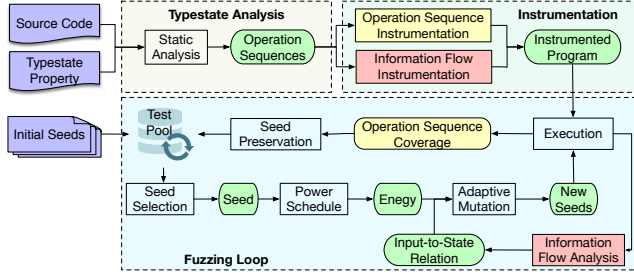 Typestate Analysis
Instrumentation
Source Code
Typestate
Property
Static
Analysis
Operation
Sequences
Operation Sequence
Instrumentation
Information Flow
Instrumentation
Instrumented
Program
Initial Seeds
Test
Pool
Seed
Preservation
Operation Sequence
Coverage
Execution
Seed
Selection
Seed
Power
Schedule
Enegy
Adaptive
Mutation
New
Seeds
Input-to-State
Relation
Information
Flow Analysis
Fuzzing Loop